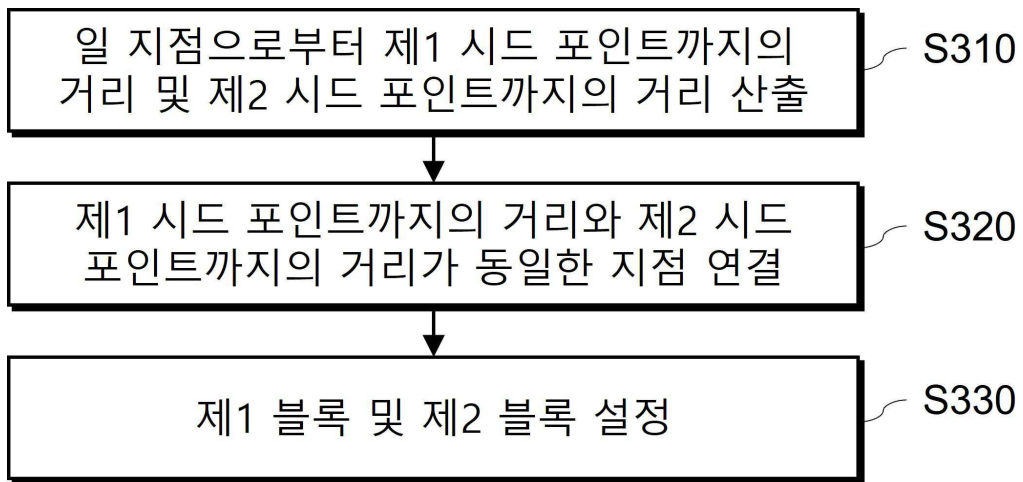 일 지점으로부터 제1 시드 포인트까지의
거리 및 제2 시드 포인트까지의 거리 산출
S310
제1 시드 포인트까지의 거리와 제2 시드
포인트까지의 거리가 동일한 지점 연결
S320
제1 블록 및 제2 블록 설정
S330